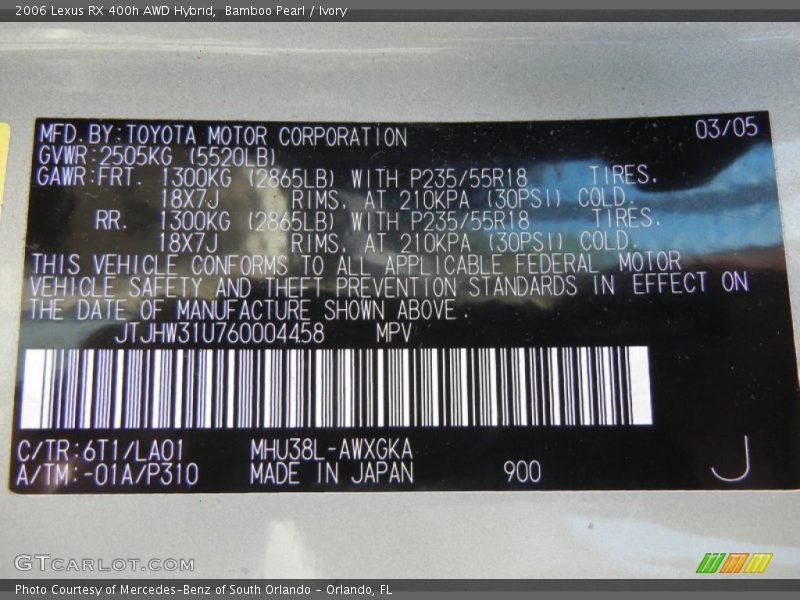 2006 Lexus RX 400h AWD Hybrid,  Bamboo Pearl / Ivory
MFD. BY: TOYOTA MOTOR CORPORATION 03/05
GVWR: 2505KG (5520LB)
GAWR: FRT. 1300KG (2865LB) WITH P235/55R18 TIRES.
18X7J RIMS, AT 210KPA (30PSI) COLD.
RR. 1300KG (2865LB) WITH P235/55R18 TIRES.
18X7J RIMS, AT 210KPA (30PSI) COLD.
THIS VEHICLE CONFORMS TO ALL APPLICABLE FEDERAL MOTOR
VEHICLE SAFETY AND THEFT PREVENTION STANDARDS IN EFFECT ON
THE DATE OF MANUFACTURE SHOWN ABOVE.
JTJHW31U760004458 MPV
C/TR: 6T1/LA01 MHU38L-AWXGKA
A/TM: -01A/P310 MADE IN JAPAN 900 J
GTCARLOT.COM
Photo Courtesy of Mercedes-Benz of South Orlando - Orlando, FL